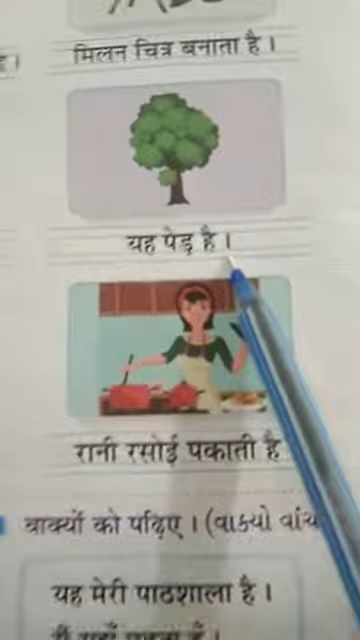 मिलन चित्र बनाता है ।
यह पेड़ है ।
रानी रसोई पकाती है
वाक्यों को पढ़िए । (વાક્યો વાંચ
यह मेरी पाठशाला है ।